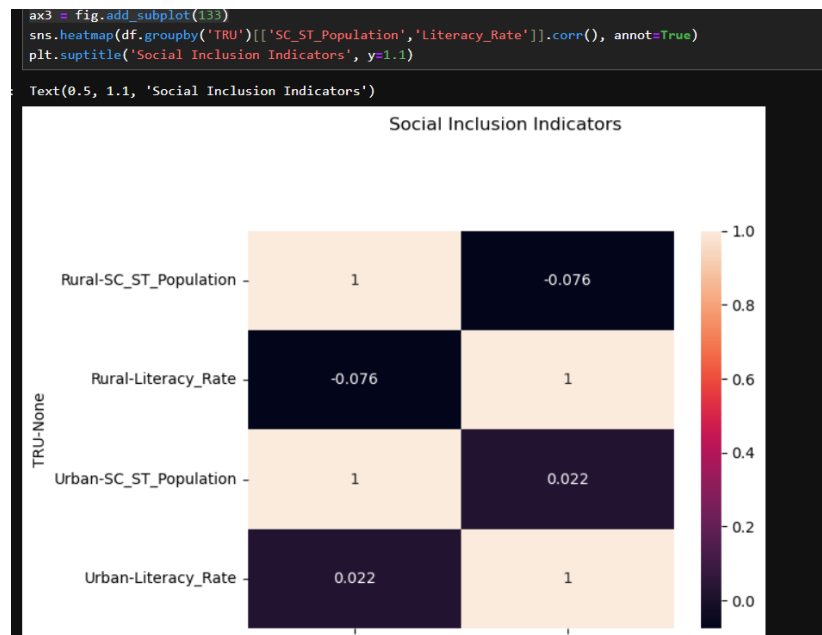 ax3 = fig.add_subplot(133)
sns.heatmap(df.groupby('TRU')[['SC_ST_Population','Literacy_Rate']].corr(), annot=True)
plt.suptitle('Social Inclusion Indicators', y=1.1)
: Text(0.5, 1.1, 'Social Inclusion Indicators')
Social Inclusion Indicators
1.0
Rural-SC_ST_Population
1
-0.076
0.8
Rural-Literacy_Rate
-0.076
1
0.6
TRU-None
0.4
Urban-SC_ST_Population
1
0.022
0.2
Urban-Literacy_Rate
0.022
1
0.0